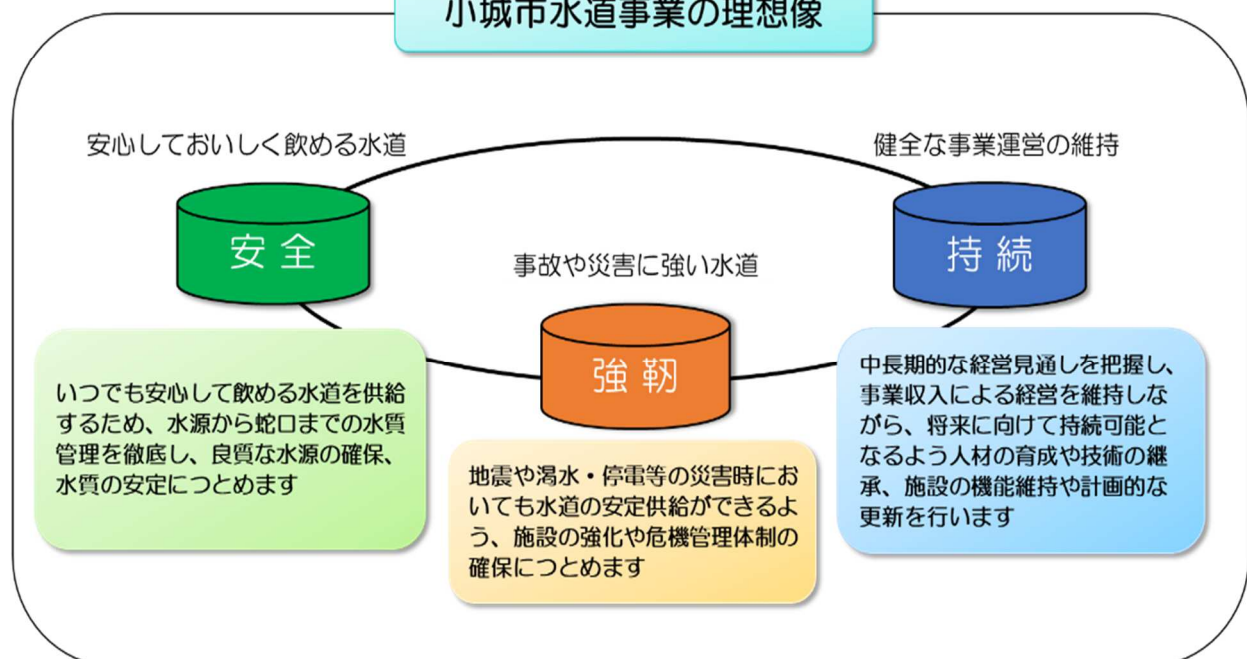 小城市水道事業の理想像
安心しておいしく飲める水道
安全
いつでも安心して飲める水道を供給
するため、水源から蛇口までの水質
管理を徹底し、良質な水源の確保、
水質の安定につとめます
事故や災害に強い水道
強靭
地震や渇水・停電等の災害時にお
いても水道の安定供給ができるよ
う、施設の強化や危機管理体制の
確保につとめます
健全な事業運営の維持
持続
中長期的な経営見通しを把握し、
事業収入による経営を維持しな
がら、将来に向けて持続可能と
なるよう人材の育成や技術の継
承、施設の機能維持や計画的な
更新を行います